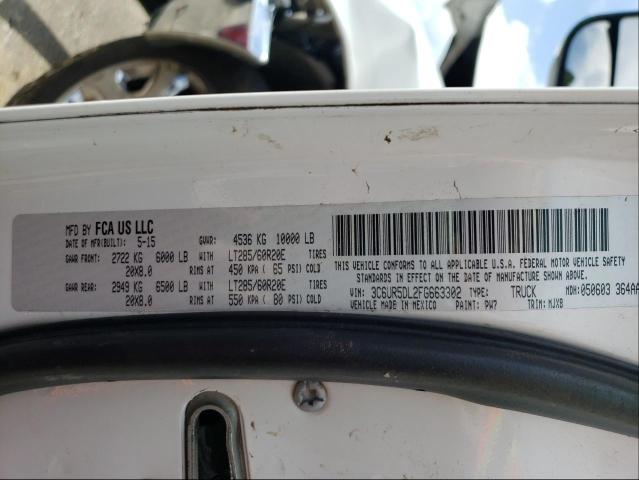 MFD BY FCA US LLC
DATE OF MFR(BUILT): 5-15 GVWR: 4536 KG 10000 LB
GAWR FRONT: 2722 KG 6000 LB LT285/60R20E TIRES
20X8.0 RIMS AT 450 KPA ( 65 PSI) COLD
GAWR REAR: 2949 KG 6500 LB LT285/60R20E TIRES
20X8.0 RIMS AT 550 KPA ( 80 PSI) COLD
THIS VEHICLE CONFORMS TO ALL APPLICABLE U.S.A. FEDERAL MOTOR VEHICLE SAFETY
STANDARDS IN EFFECT ON THE DATE OF MANUFACTURE SHOWN ABOVE.
VIN: 3C6UR5DL2FG663302 TYPE: TRUCK MDH: 050603 364AA
VEHICLE MADE IN MEXICO PAINT: PW7 TRIM: MJX8